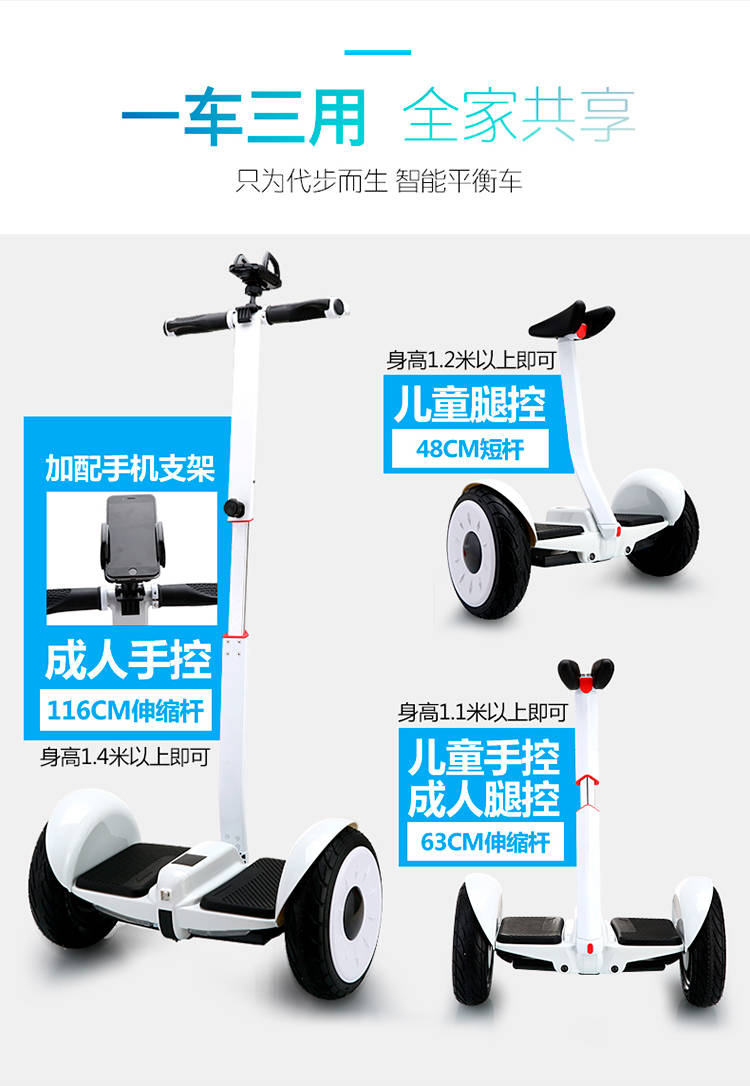 一车三用 全家共享
只为代步而生 智能平衡车
加配手机支架
成人手控
116CM伸缩杆
身高1.4米以上即可
身高1.2米以上即可
儿童腿控
48CM短杆
身高1.1米以上即可
儿童手控
成人腿控
63CM伸缩杆